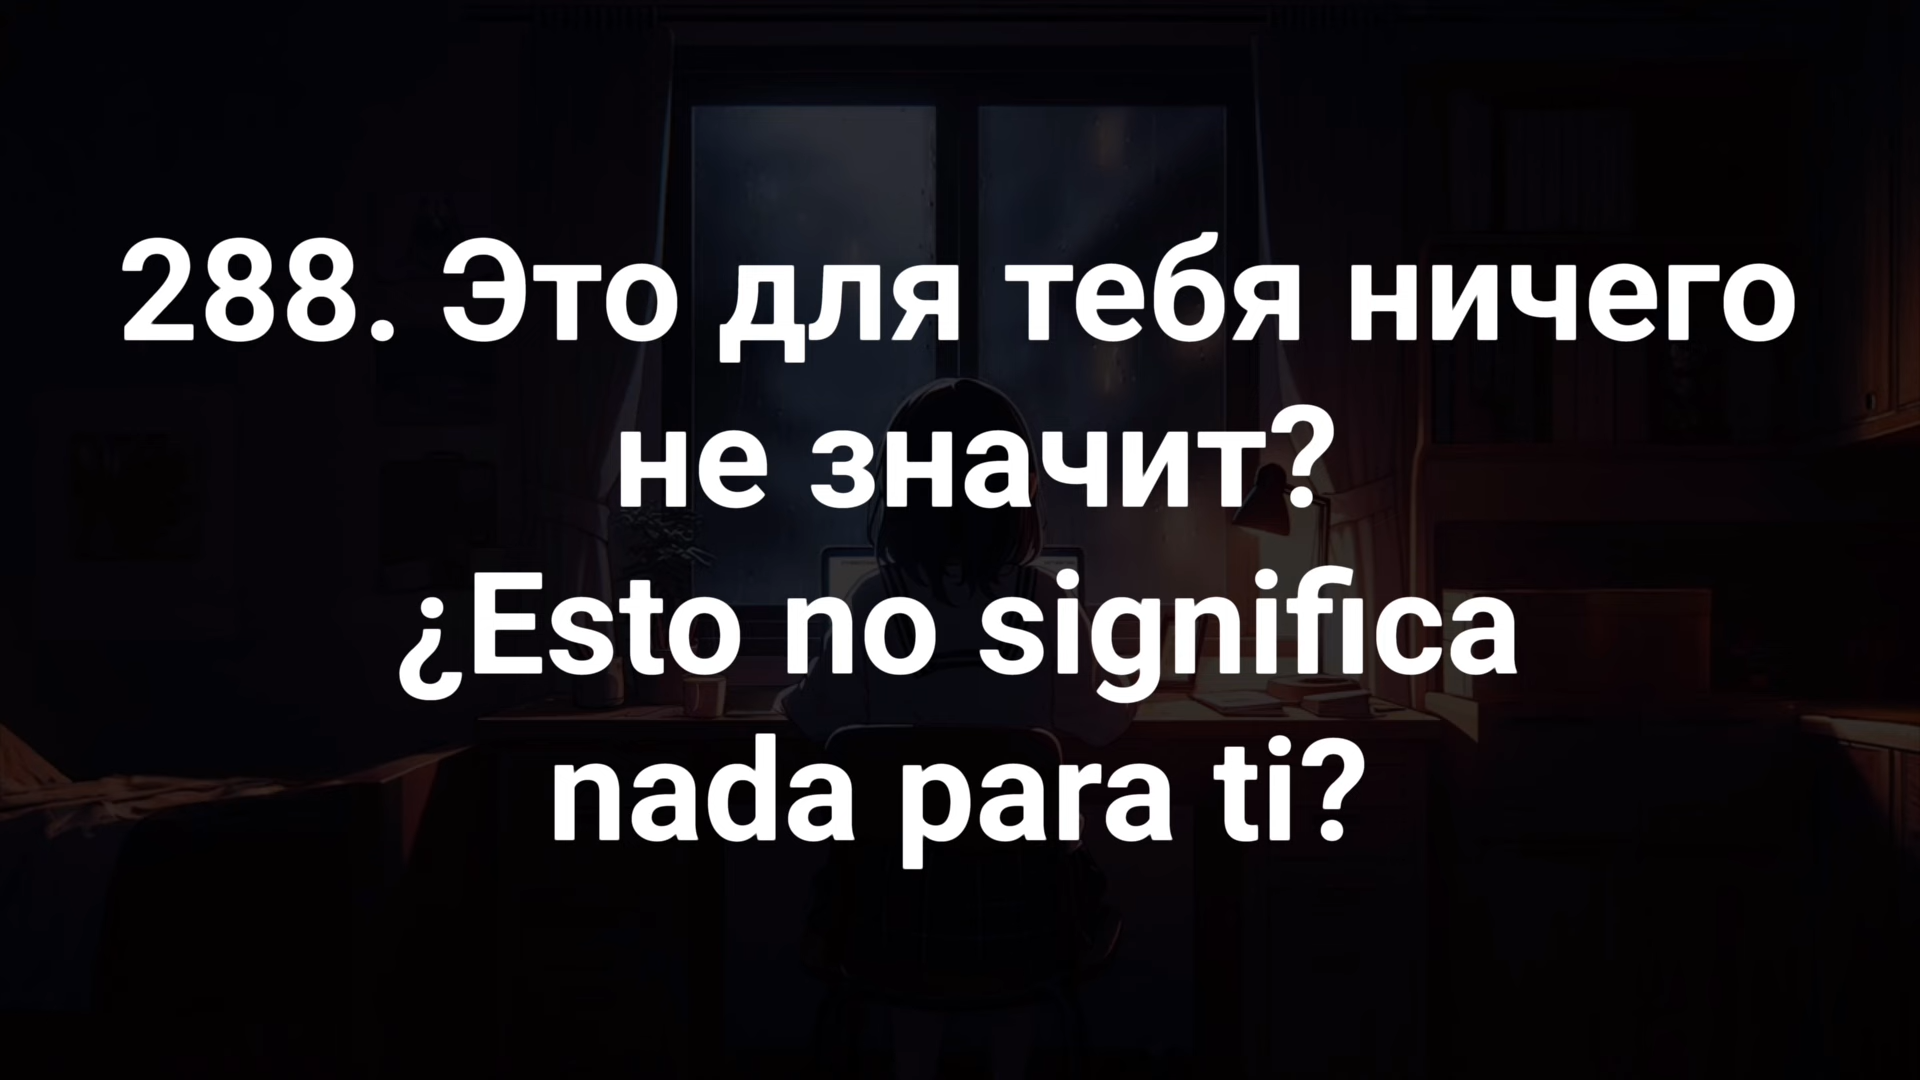 288. Это для тебя ничего
не значит?
¿Esto no significa
nada para ti?